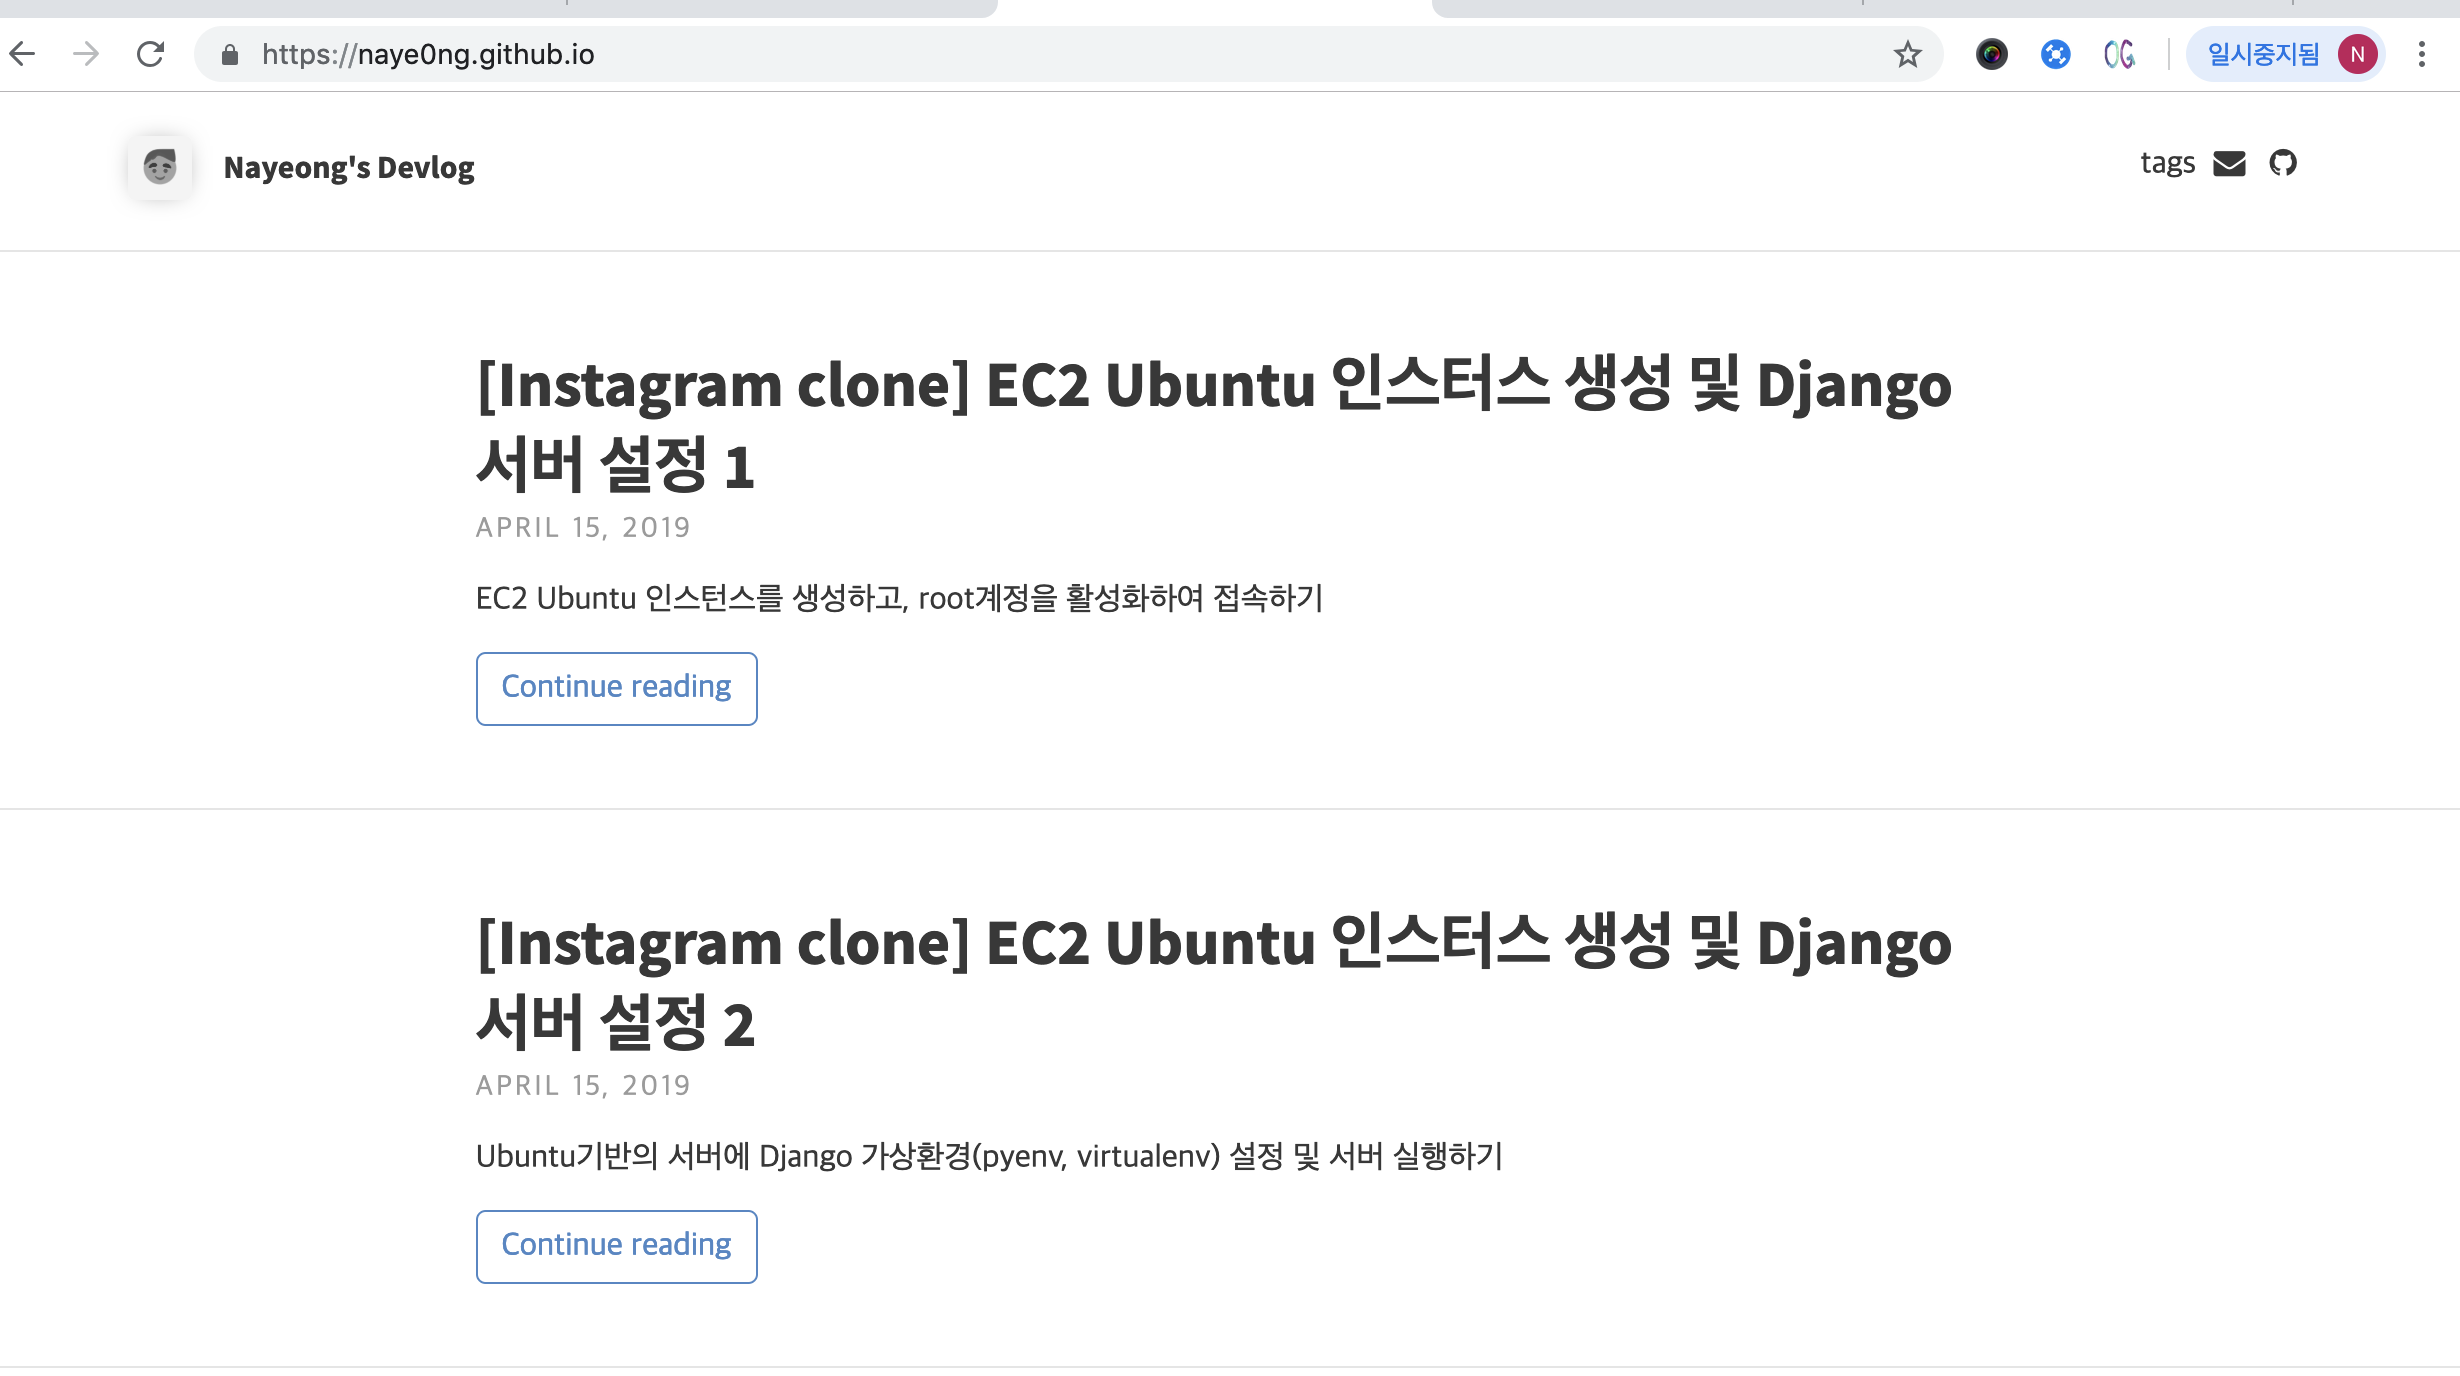 https://naye0ng.github.io
일시중지됨 N
Nayeong's Devlog
tags
[Instagram clone] EC2 Ubuntu 인스터스 생성 및 Django
서버 설정 1
APRIL 15, 2019
EC2 Ubuntu 인스턴스를 생성하고, root계정을 활성화하여 접속하기
Continue reading
[Instagram clone] EC2 Ubuntu 인스터스 생성 및 Django
서버 설정 2
APRIL 15, 2019
Ubuntu기반의 서버에 Django 가상환경(pyenv, virtualenv) 설정 및 서버 실행하기
Continue reading